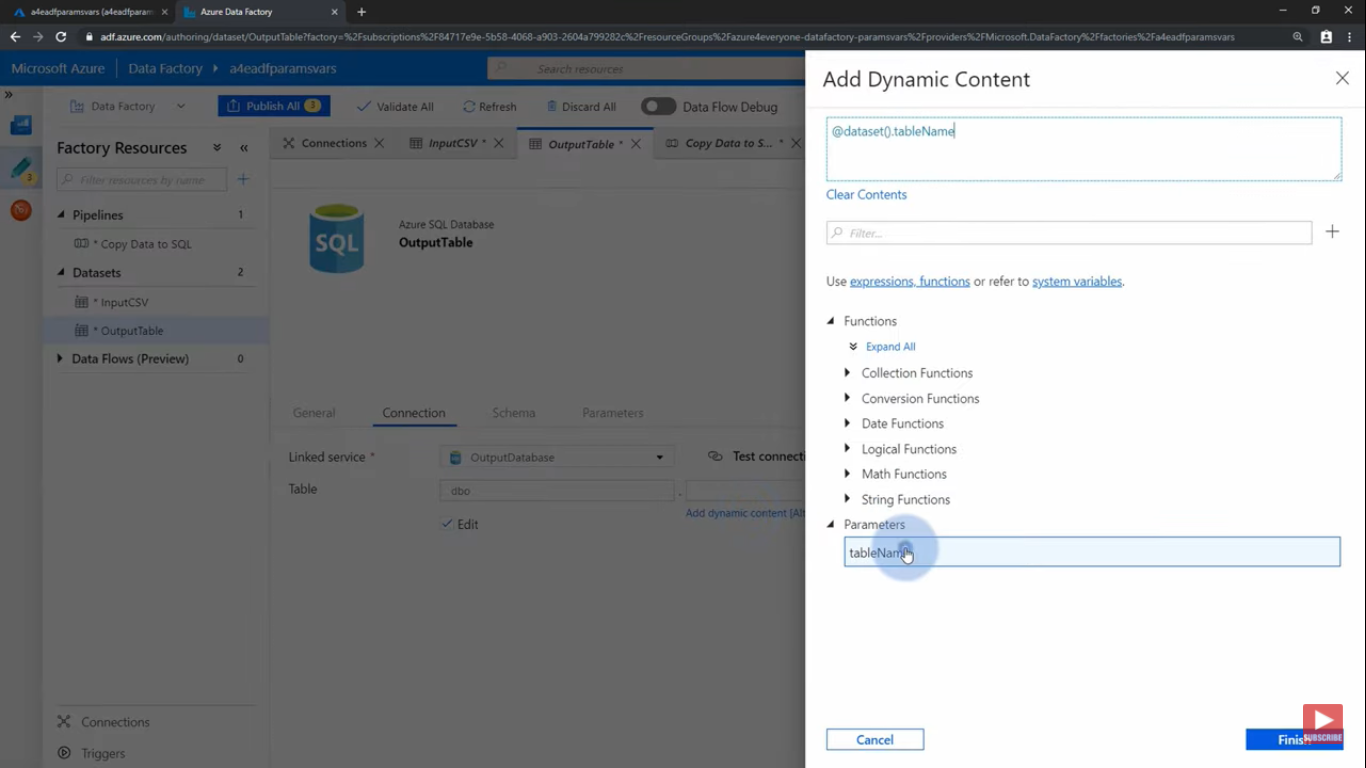 a4eadfparamsvars (a4eadfparam
Azure Data Factory
adf.azure.com/authoring/dataset/OutputTable?factory=%2Fsubscriptions%2F84717e9e-5b58-4068-a903-2604a799282c%2FresourceGroups%2Fazure4everyone-datafactory-paramsvars%2Fproviders%2FMicrosoft.DataFactory%2Ffactories%2Fa4eadfparamsvars
Microsoft Azure
Data Factory
a4eadfparamsvars
Search resources
Data Factory
Publish All 3
Validate All
Refresh
Discard All
Data Flow Debug
Connections
InputCSV *
OutputTable *
Copy Data to S... *
Factory Resources
Filter resources by name
Pipelines 1
* Copy Data to SQL
Datasets 2
* InputCSV
* OutputTable
Data Flows (Preview) 0
Connections
Triggers
3
SQL
Azure SQL Database
OutputTable
General
Connection
Schema
Parameters
Linked service *
OutputDatabase
Test connecti
Table
dbo
.
Add dynamic content [Alt
Edit
Add Dynamic Content
@dataset().tableName
Clear Contents
Filter...
Use expressions, functions or refer to system variables.
Functions
Expand All
Collection Functions
Conversion Functions
Date Functions
Logical Functions
Math Functions
String Functions
Parameters
tableNam
Cancel
Finish
SUBSCRIBE